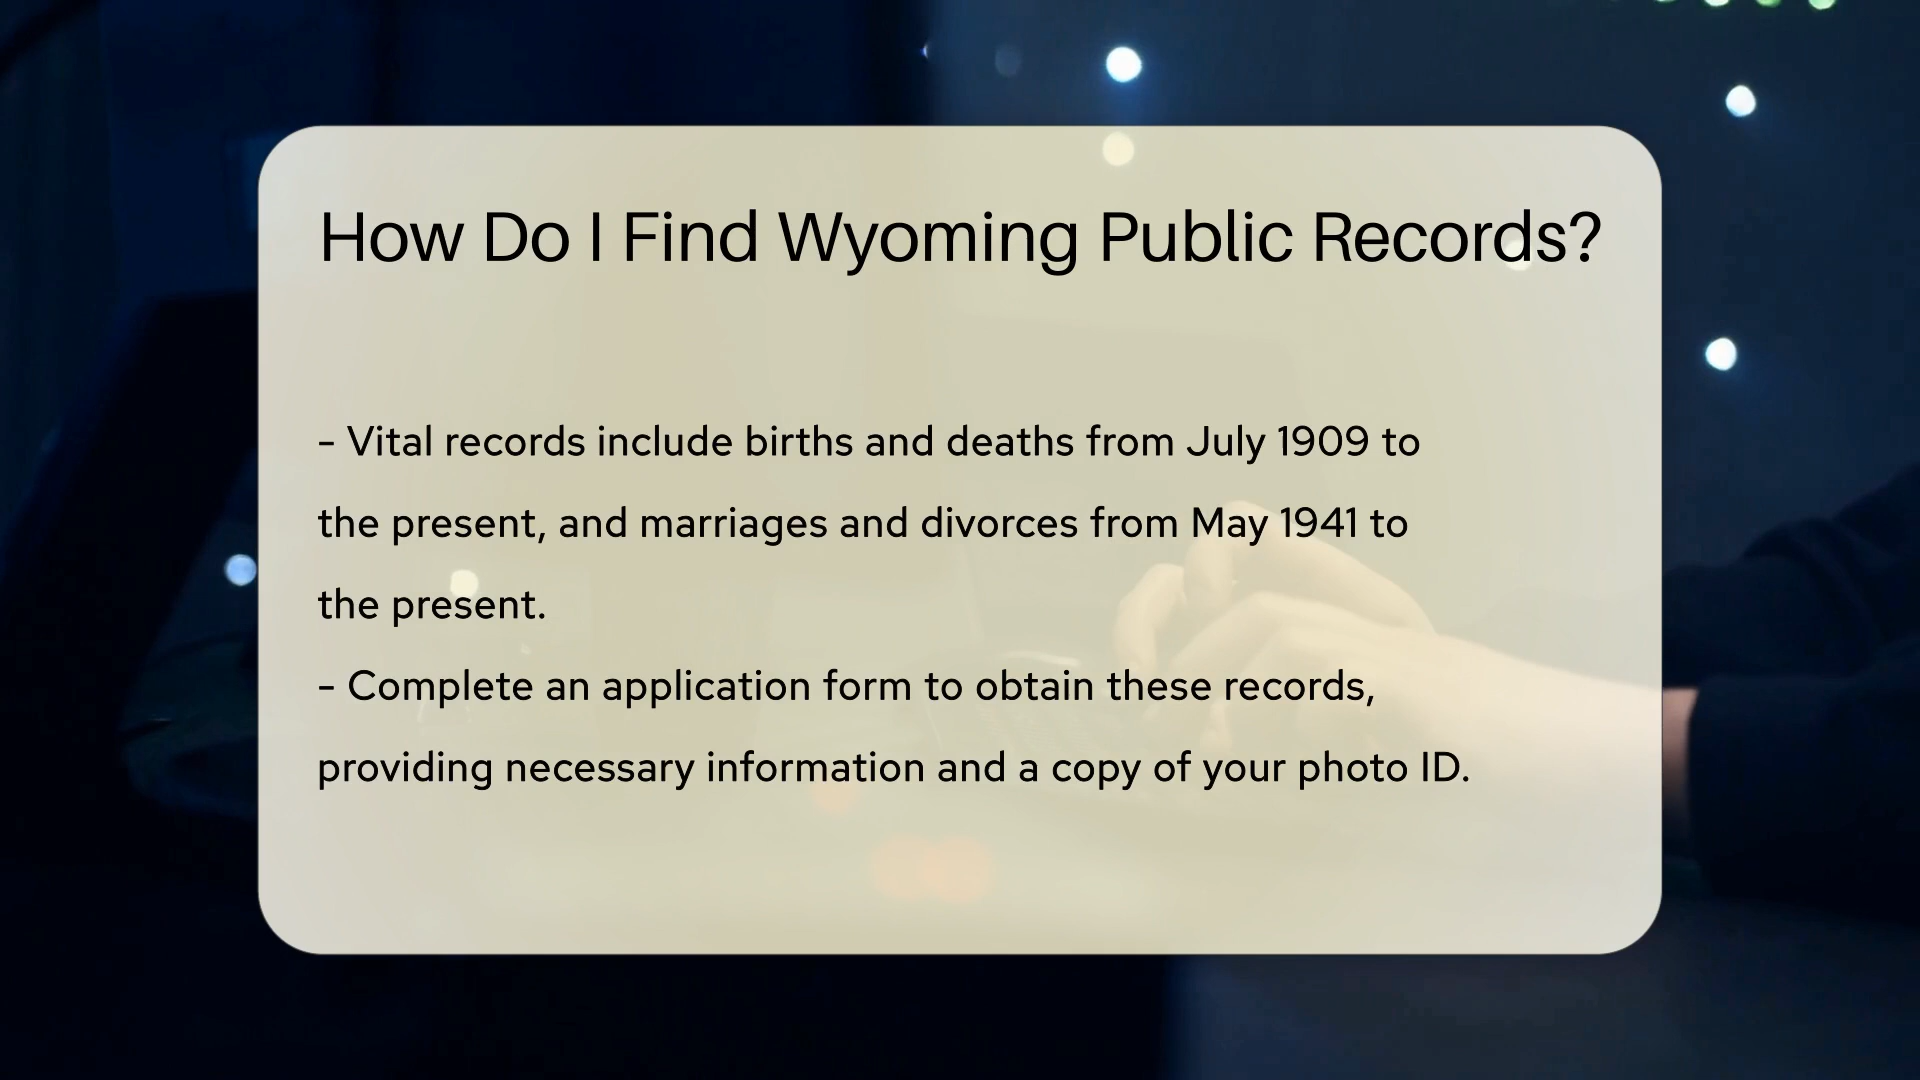 How Do I Find Wyoming Public Records?
– Vital records include births and deaths from July 1909 to
the present, and marriages and divorces from May 1941 to
the present.
– Complete an application form to obtain these records,
providing necessary information and a copy of your photo ID.